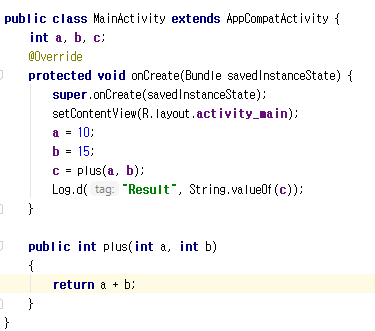 public class MainActivity extends AppCompatActivity {
int a, b, c;
@Override
protected void onCreate(Bundle savedInstanceState) {
super.onCreate(savedInstanceState);
setContentView(R.layout.activity_main);
a = 10;
b = 15;
c = plus(a, b);
Log.d( tag: "Result", String.valueOf(c));
}
public int plus(int a, int b)
{
return a + b;
}
}